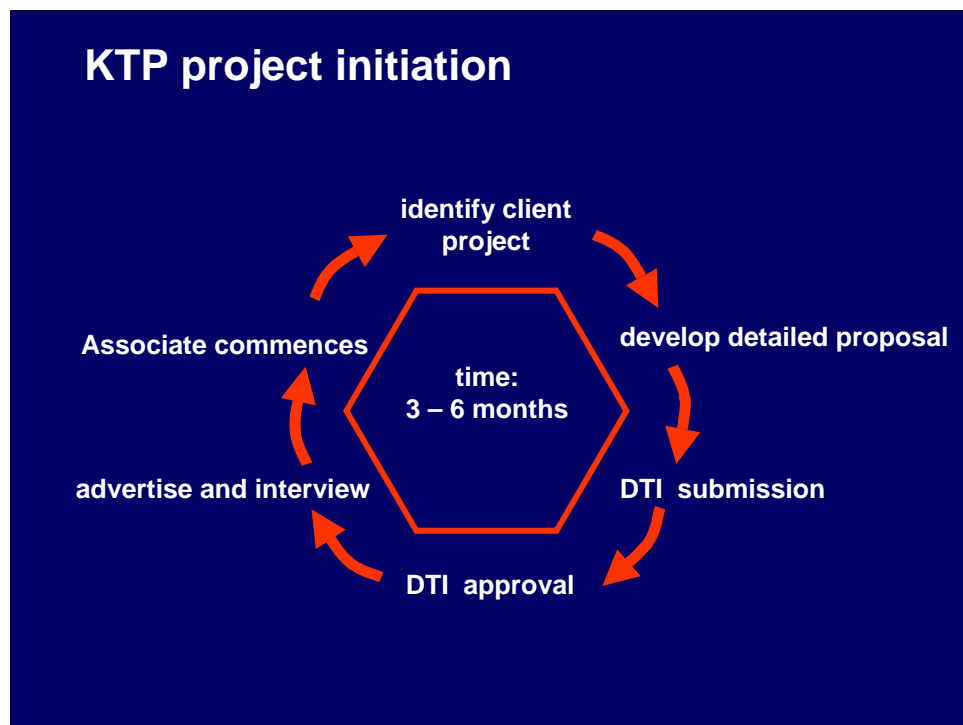 KTP project initiation
identify client
project
develop detailed proposal
DTI  submission
DTI  approval
advertise and interview
Associate commences
time:
3 – 6 months